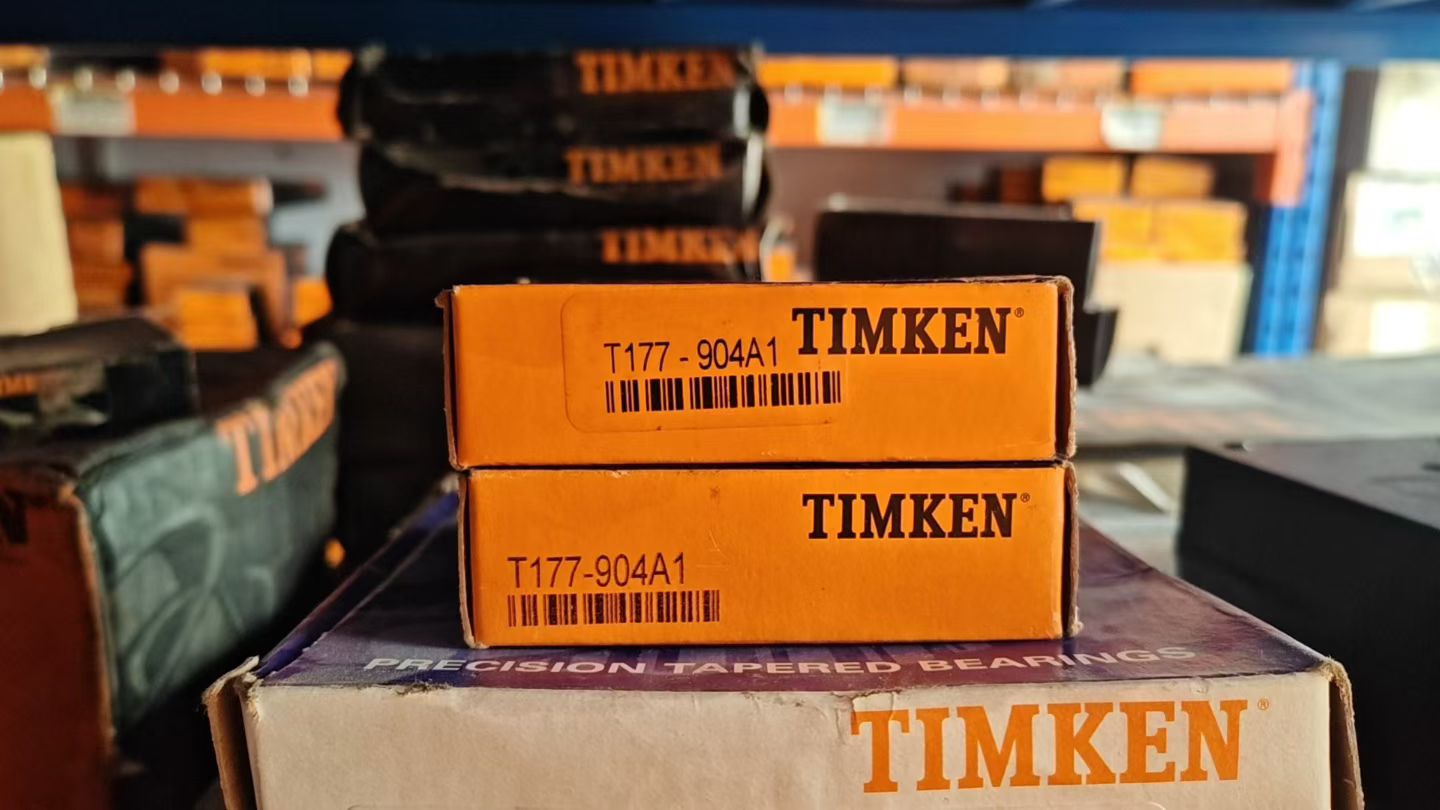 TIMKEN
TIMKEN
TIMKEN
TIMKEN
T177 - 904A1 TIMKEN®
TIMKEN®
T177-904A1
PRECISION TAPERED BEARINGS
TIMKEN®